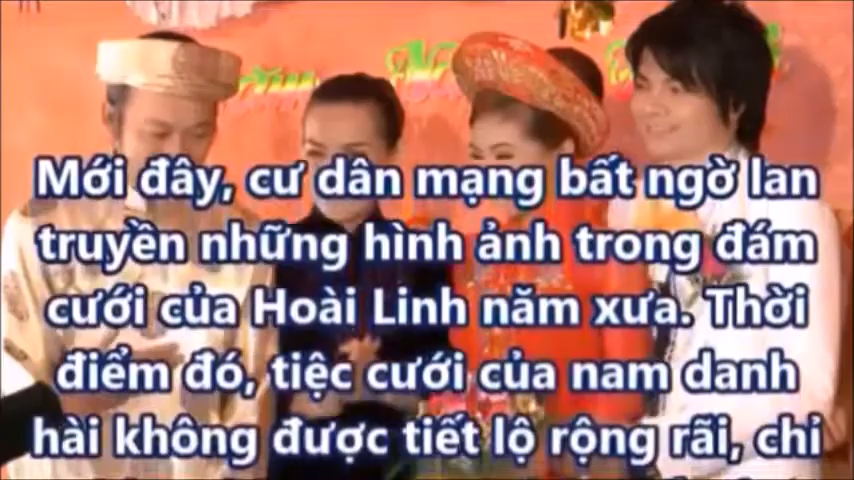 Mới đây, cư dân mạng bất ngờ lan
truyền những hình ảnh trong đám
cưới của Hoài Linh năm xưa. Thời
điểm đó, tiệc cưới của nam danh
hài không được tiết lộ rộng rãi, chỉ